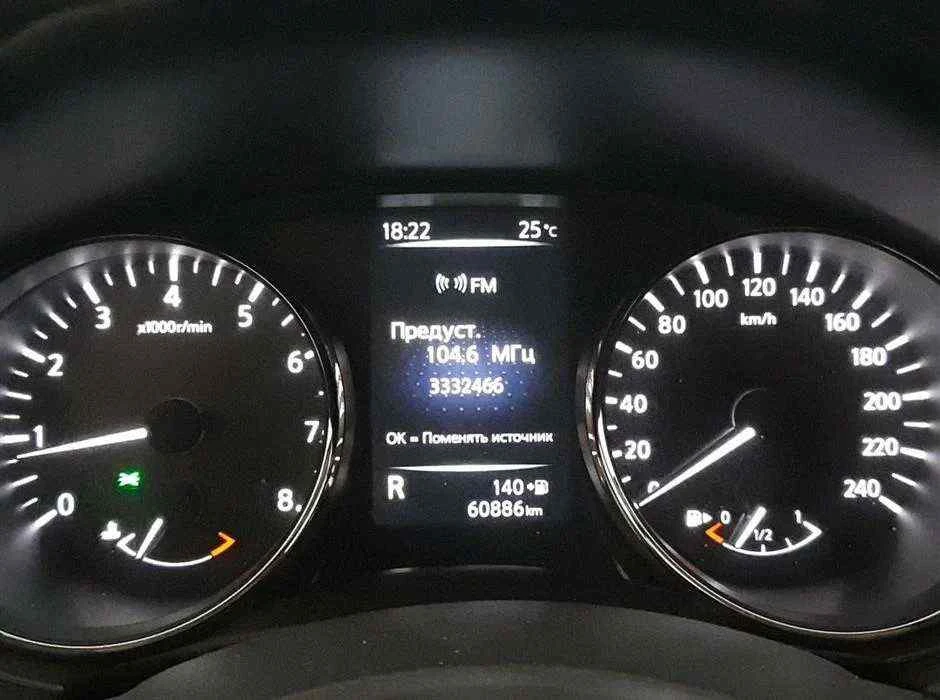 18:22 25°C
FM
Предуст.
104.6 МГц
3332466
OK = Поменять источник
R 140
60886km
0 1 2 3 4 5 6 7 8
x1000r/min
0 20 40 60 80 100 120 140 160 180 200 220 240
km/h
0 1/2 1